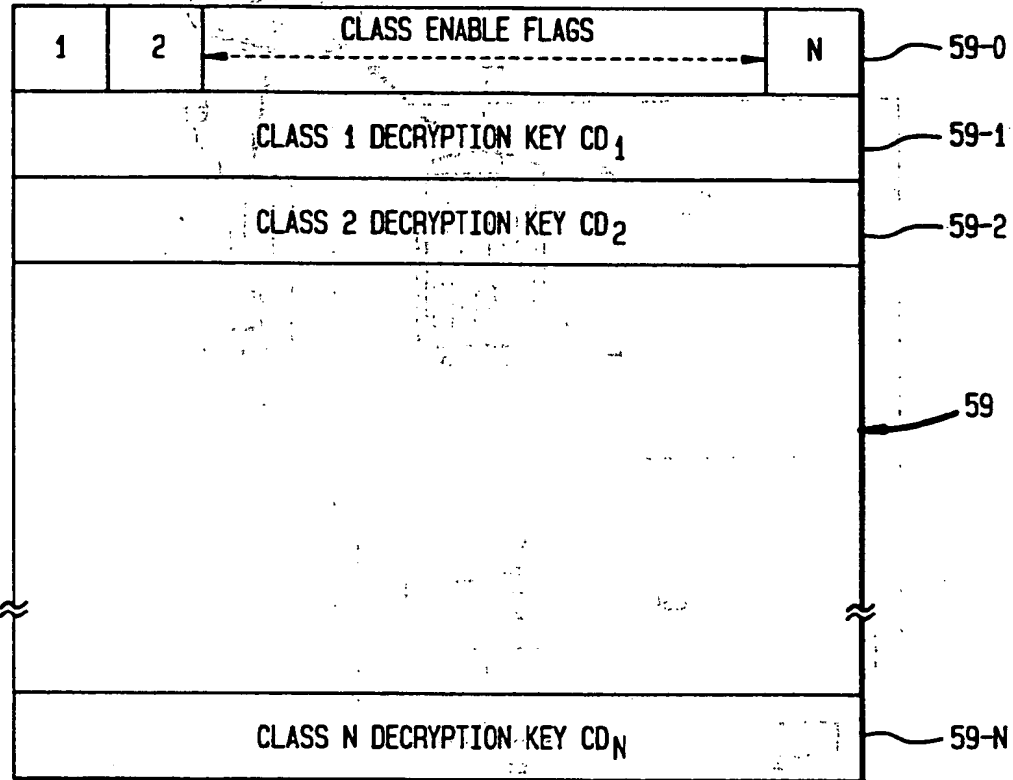 CLASS ENABLE FLAGS
1 2 N 59-0
CLASS 1 DECRYPTION KEY CD₁ 59-1
CLASS 2 DECRYPTION KEY CD₂ 59-2
59
CLASS N DECRYPTION KEY CD_N 59-N